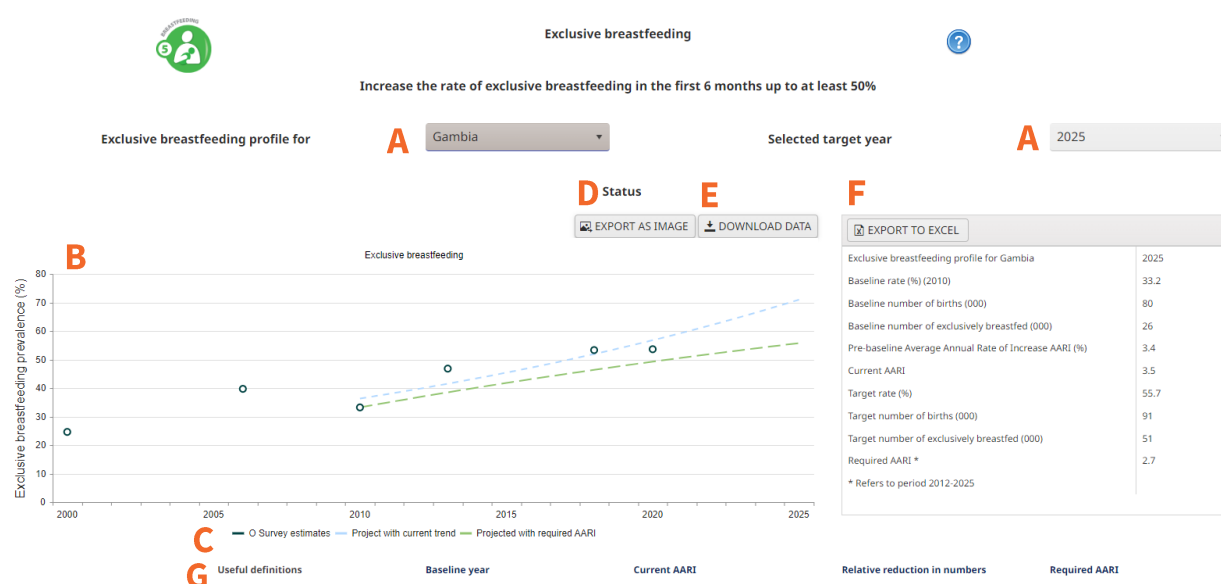 BREASTFEEDING
5
Exclusive breastfeeding
?
Increase the rate of exclusive breastfeeding in the first 6 months up to at least 50%
Exclusive breastfeeding profile for
A
Gambia
Selected target year
A
2025
D Status
E
F
EXPORT AS IMAGE
DOWNLOAD DATA
EXPORT TO EXCEL
B
Exclusive breastfeeding
Exclusive breastfeeding prevalence (%)
80
70
60
50
40
30
20
10
0
2000 2005 2010 2015 2020 2025
C
O Survey estimates Project with current trend Projected with required AARI
Exclusive breastfeeding profile for Gambia 2025
Baseline rate (%) (2010) 33.2
Baseline number of births (000) 80
Baseline number of exclusively breastfed (000) 26
Pre-baseline Average Annual Rate of Increase AARI (%) 3.4
Current AARI 3.5
Target rate (%) 55.7
Target number of births (000) 91
Target number of exclusively breastfed (000) 51
Required AARI * 2.7
* Refers to period 2012-2025
G Useful definitions Baseline year Current AARI Relative reduction in numbers Required AARI